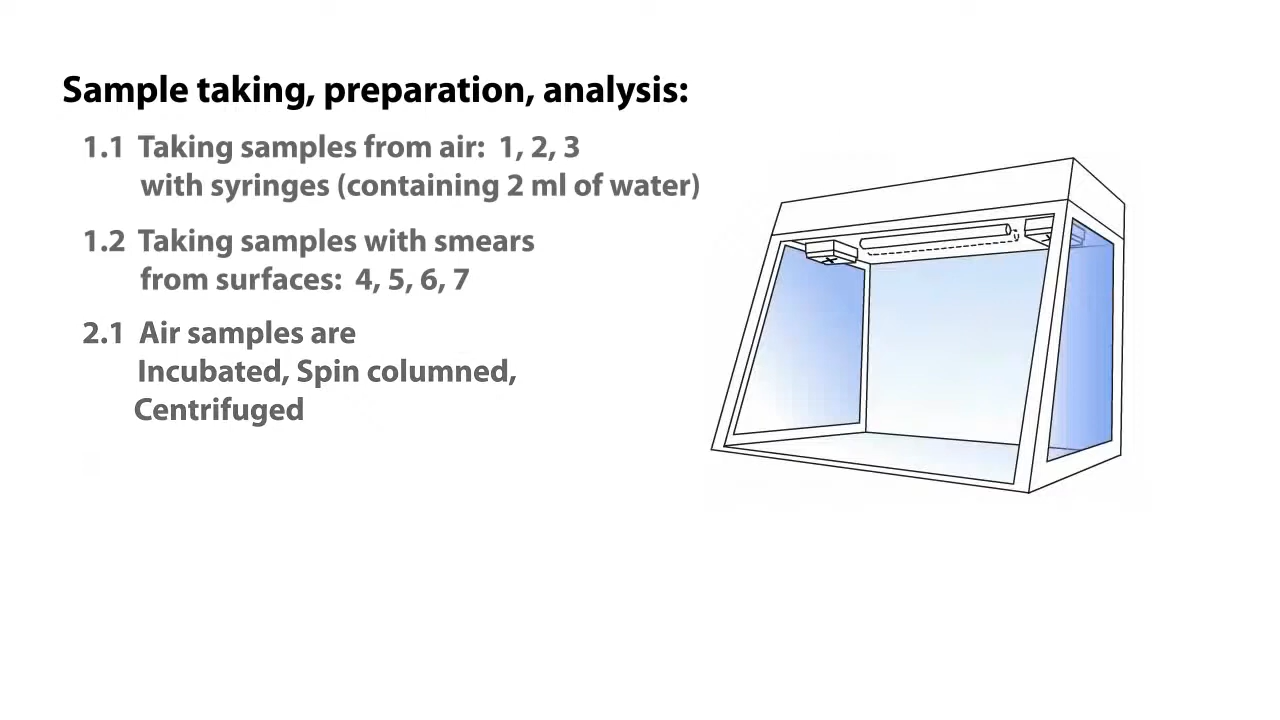 Sample taking, preparation, analysis:
1.1 Taking samples from air: 1, 2, 3
with syringes (containing 2 ml of water)
1.2 Taking samples with smears
from surfaces: 4, 5, 6, 7
2.1 Air samples are
Incubated, Spin columned,
Centrifuged